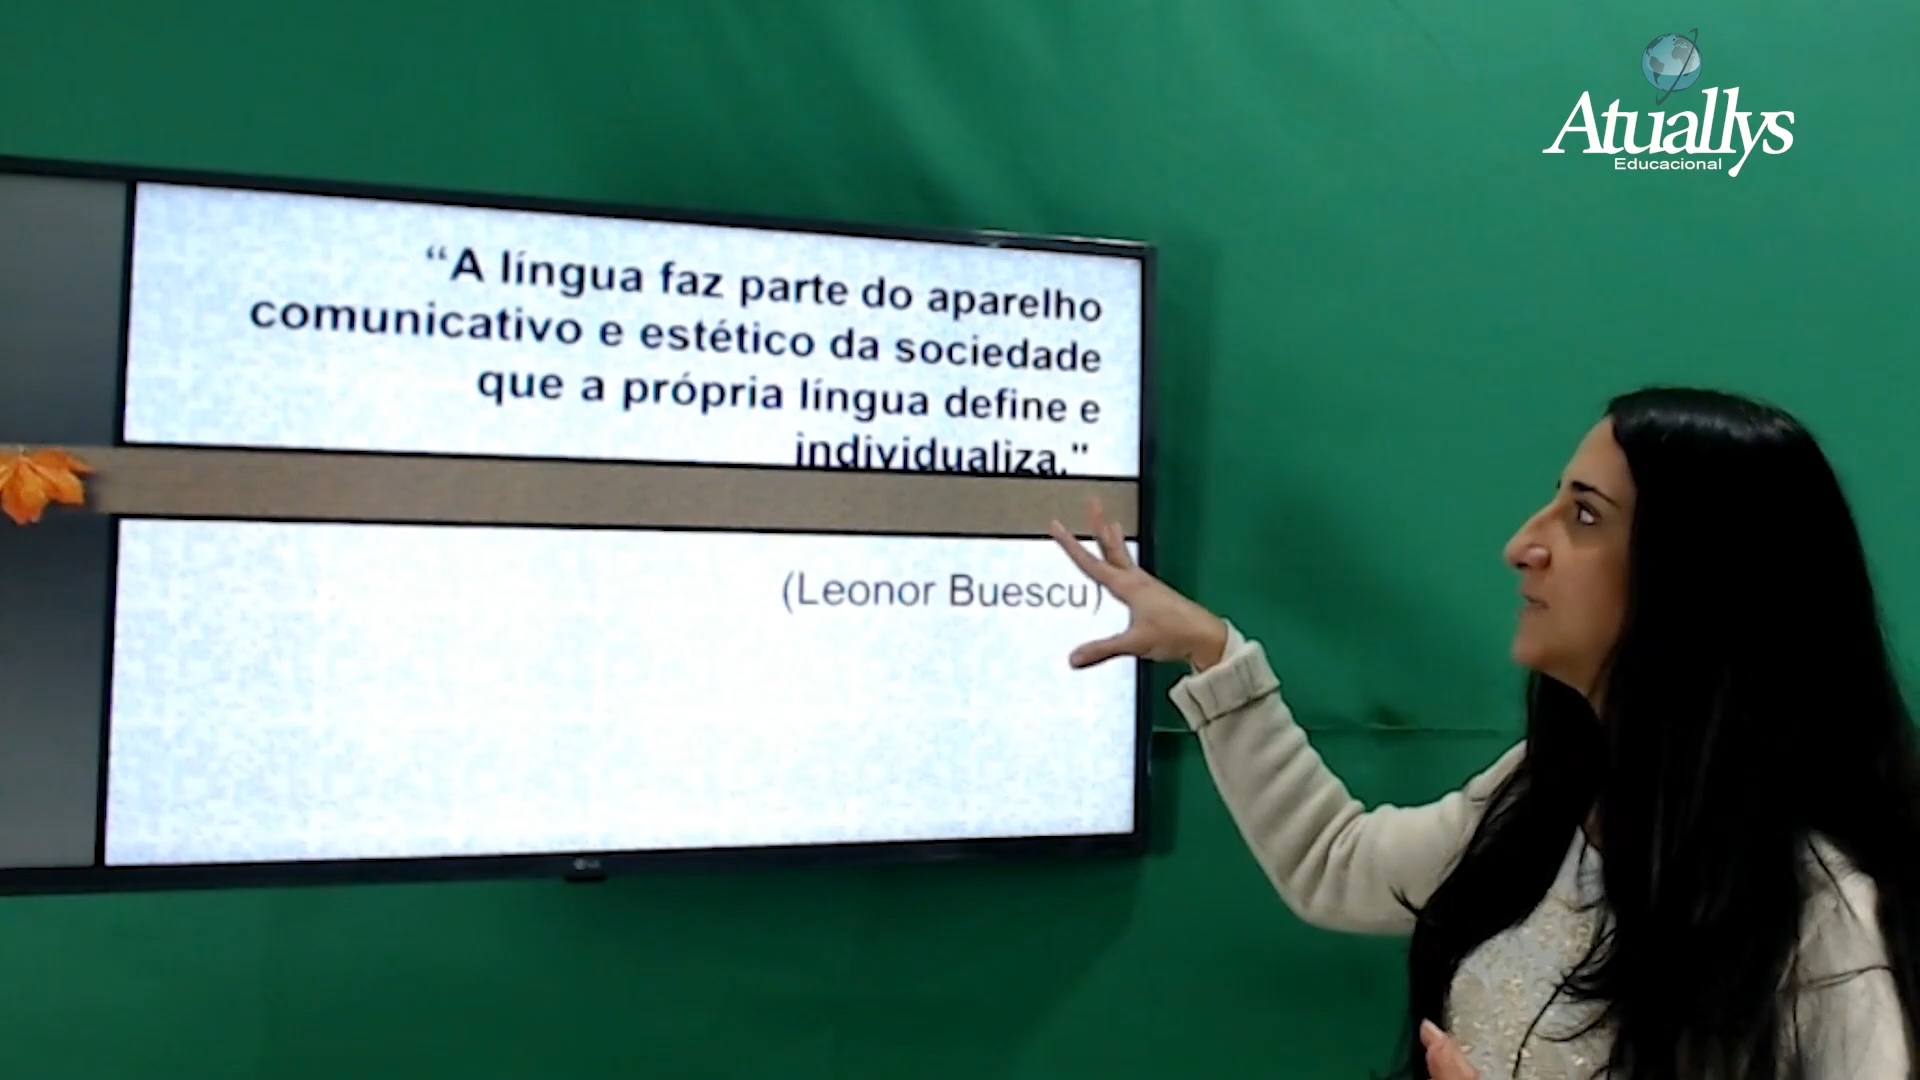 Atuallys
Educacional
“A língua faz parte do aparelho
comunicativo e estético da sociedade
que a própria língua define e
individualiza."
(Leonor Buescu)